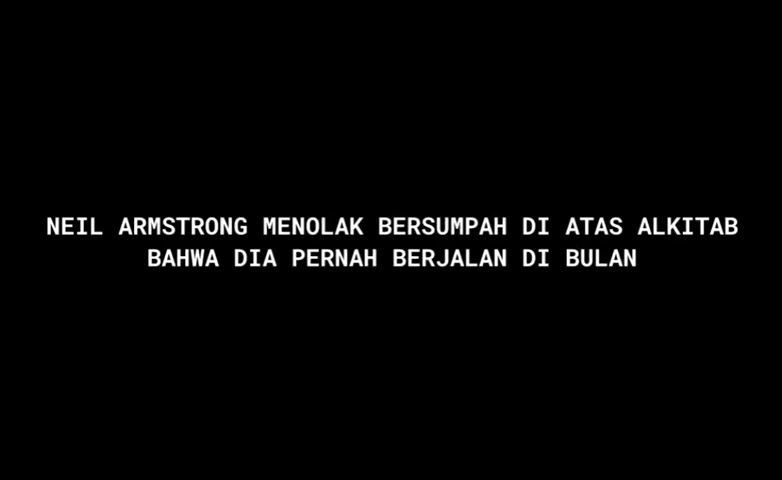 NEIL ARMSTRONG MENOLAK BERSUMPAH DI ATAS ALKITAB
BAHWA DIA PERNAH BERJALAN DI BULAN